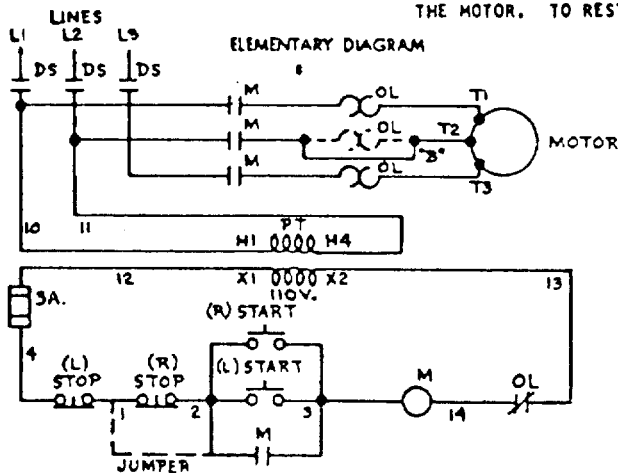 THE MOTOR. TO REST
LINES
L1 L2 L3
ELEMENTARY DIAGRAM
DS DS DS
M OL T1
M OL T2
"B" MOTOR
M OL T3
10 11 PT
H1 H4
12 X1 X2 13
110V.
3A. (R) START
4 (L) (R) (L) START
STOP STOP M OL
1 2 3 14
M
JUMPER